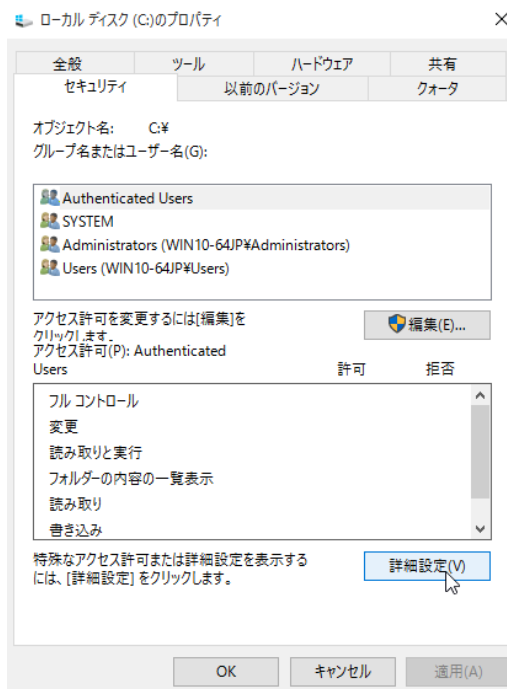 ローカル ディスク (C:)のプロパティ
全般 ツール ハードウェア 共有
セキュリティ 以前のバージョン クォータ
オブジェクト名: C:¥
グループ名またはユーザー名(G):
Authenticated Users
SYSTEM
Administrators (WIN10-64JP¥Administrators)
Users (WIN10-64JP¥Users)
アクセス許可を変更するには[編集]を
クリックします。
編集(E)...
アクセス許可(P): Authenticated
Users 許可 拒否
フル コントロール
変更
読み取りと実行
フォルダーの内容の一覧表示
読み取り
書き込み
特殊なアクセス許可または詳細設定を表示する
には、[詳細設定] をクリックします。
詳細設定(V)
OK キャンセル 適用(A)